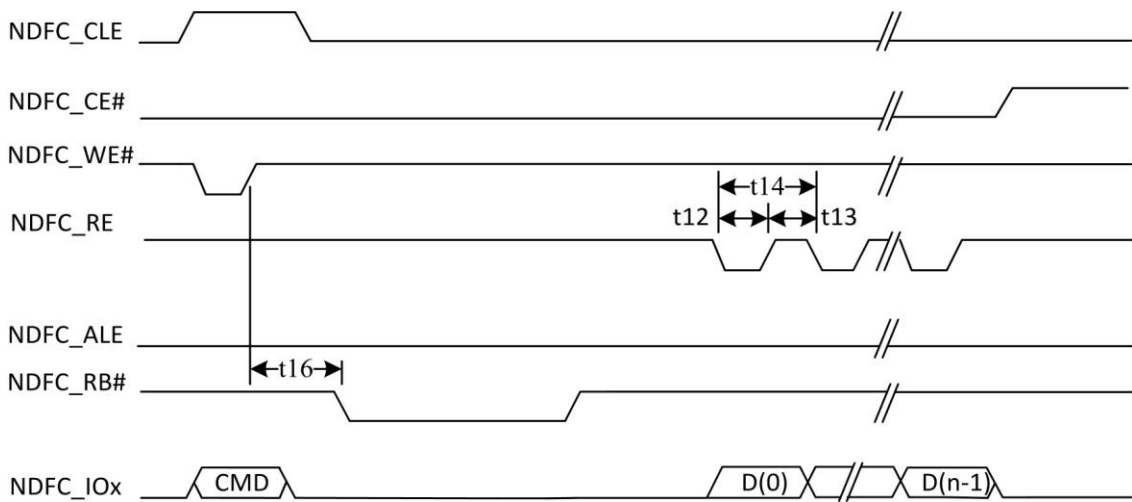 NDFC_CLE
NDFC_CE#
NDFC_WE#
t14
t12
t13
NDFC_RE
NDFC_ALE
t16
NDFC_RB#
NDFC_IOx
CMD
D(0)
D(n-1)